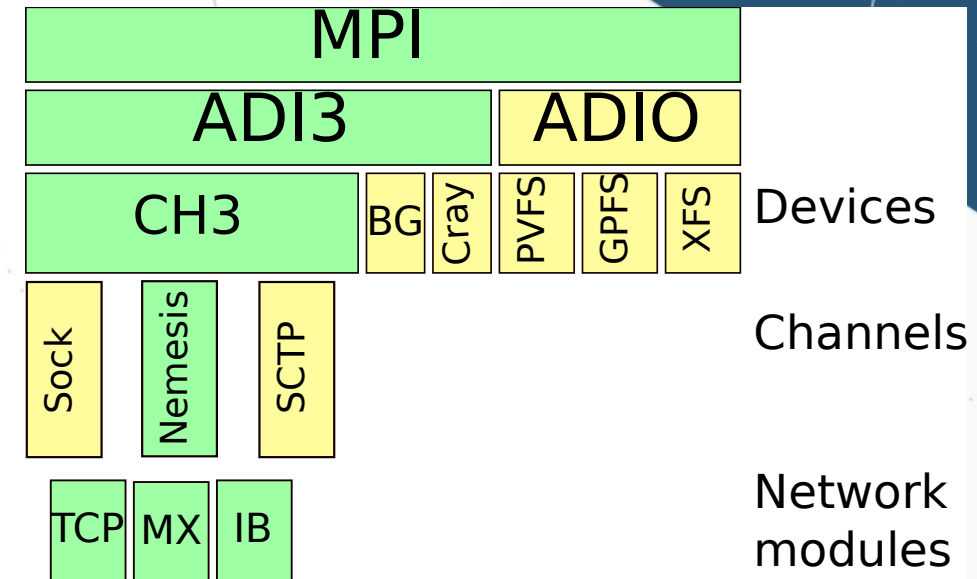 MPI
ADI3 ADIO
CH3 BG Cray PVFS GPFS XFS Devices
Sock Nemesis SCTP Channels
TCP MX IB Network
modules